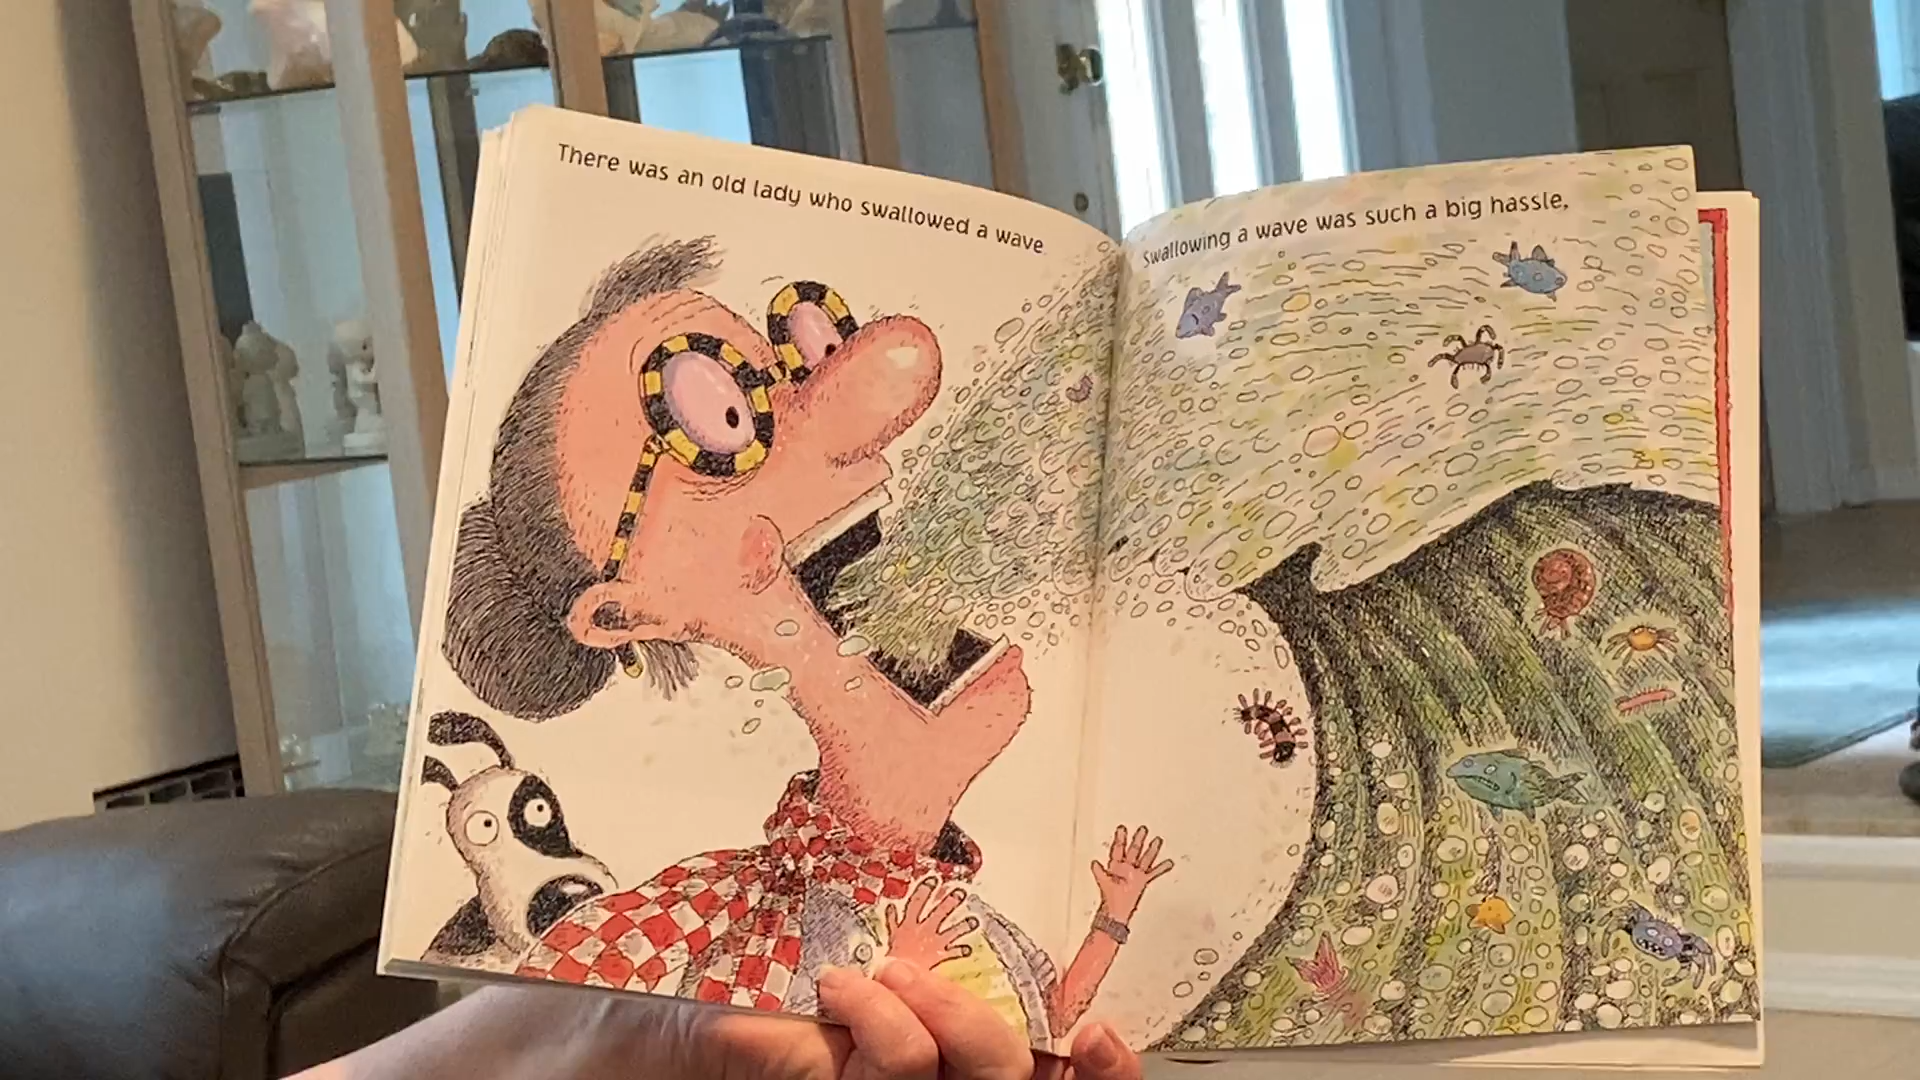 There was an old lady who swallowed a wave
Swallowing a wave was such a big hassle,